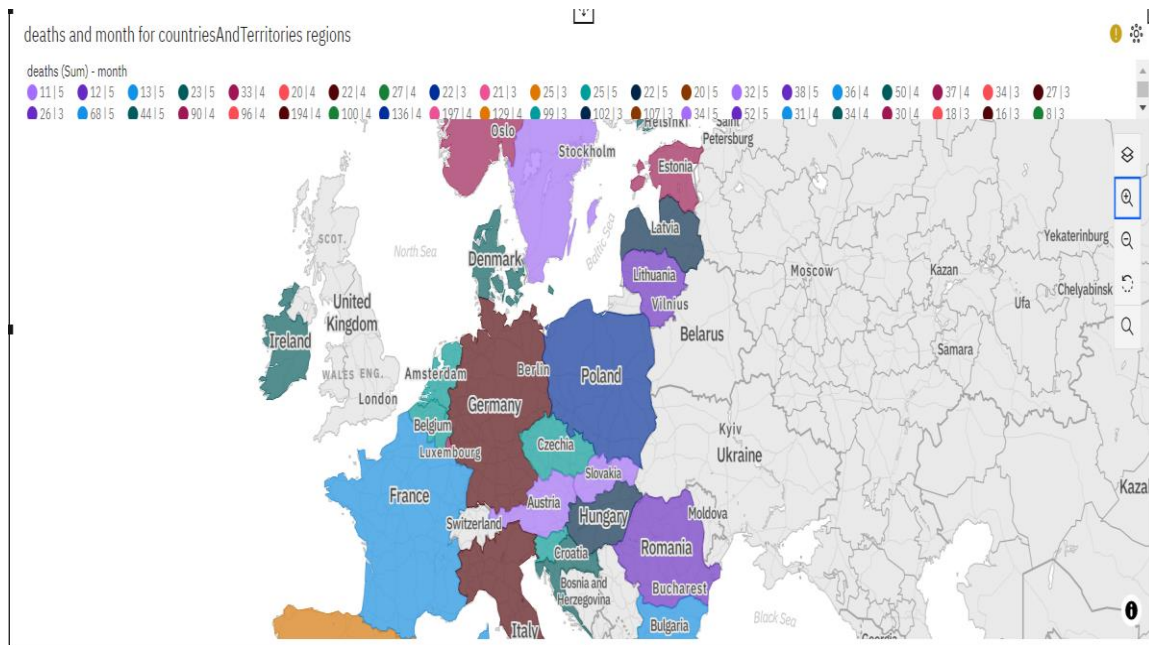 deaths and month for countriesAndTerritories regions
deaths (Sum) - month
11 | 5 12 | 5 13 | 5 23 | 5 33 | 4 20 | 4 22 | 4 27 | 4 22 | 3 21 | 3 25 | 3 25 | 5 22 | 5 20 | 5 32 | 5 38 | 5 36 | 4 50 | 4 37 | 4 34 | 3 27 | 3
26 | 3 68 | 5 44 | 5 90 | 4 96 | 4 194 | 4 100 | 4 136 | 4 197 | 4 129 | 4 99 | 3 102 | 3 107 | 3 34 | 5 52 | 5 31 | 4 34 | 4 30 | 4 18 | 3 16 | 3 8 | 3
Oslo
Helsinki
Saint
Petersburg
Stockholm
Estonia
SCOT.
North Sea
Baltic Sea
Latvia
Yekaterinburg
Denmark
Moscow
Kazan
Lithuania
Chelyabinsk
Ufa
United
Kingdom
Vilnius
Belarus
Ireland
Samara
WALES ENG.
Amsterdam
Berlin
Poland
London
Germany
Belgium
Kyiv
Czechia
Luxembourg
Ukraine
Slovakia
France
Austria
Kaza
Switzerland
Hungary
Moldova
Romania
Croatia
Bosnia and
Herzegovina
Bucharest
Black Sea
Italy
Bulgaria
Georgia